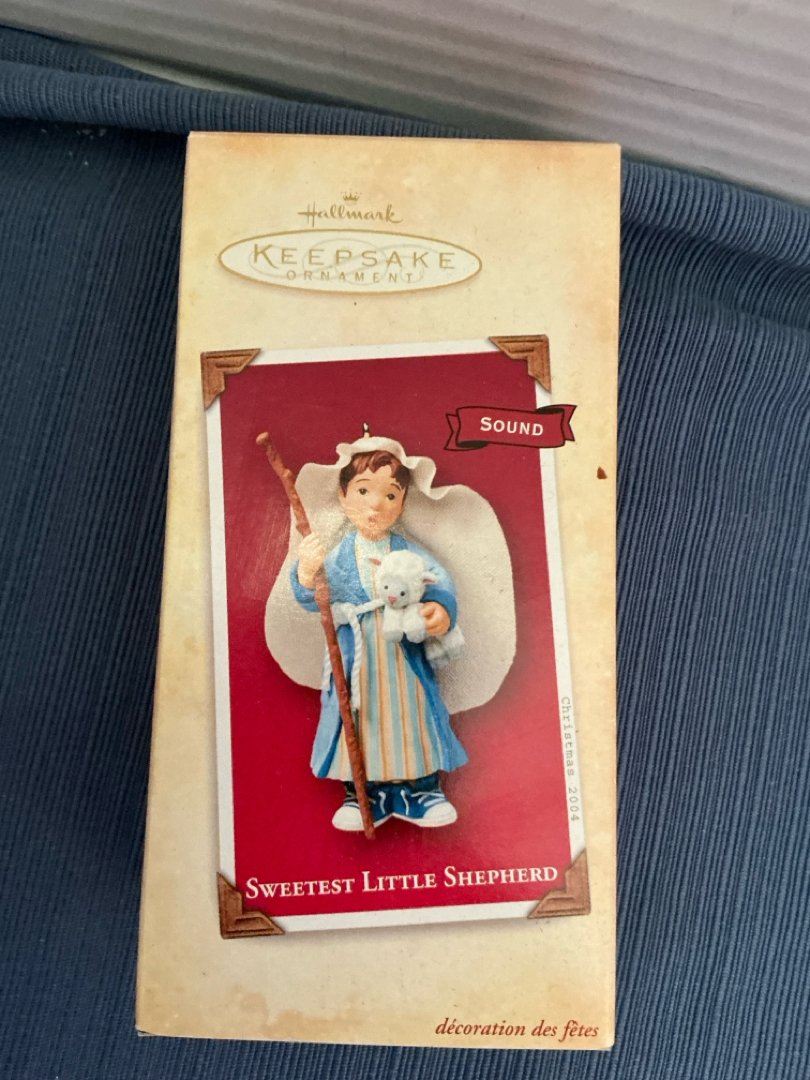 Hallmark
KEEPSAKE
ORNAMENT
SOUND
Christmas 2004
SWEETEST LITTLE SHEPHERD
décoration des fêtes